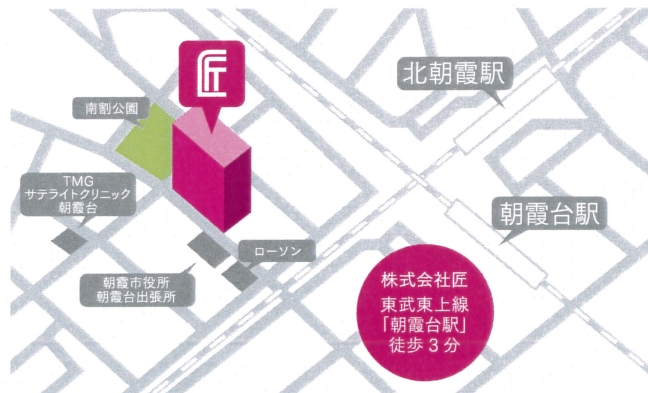 北朝霞駅
南割公園
TMG
サテライトクリニック
朝霞台
朝霞台駅
ローソン
朝霞市役所
朝霞台出張所
株式会社匠
東武東上線
「朝霞台駅」
徒歩 3 分